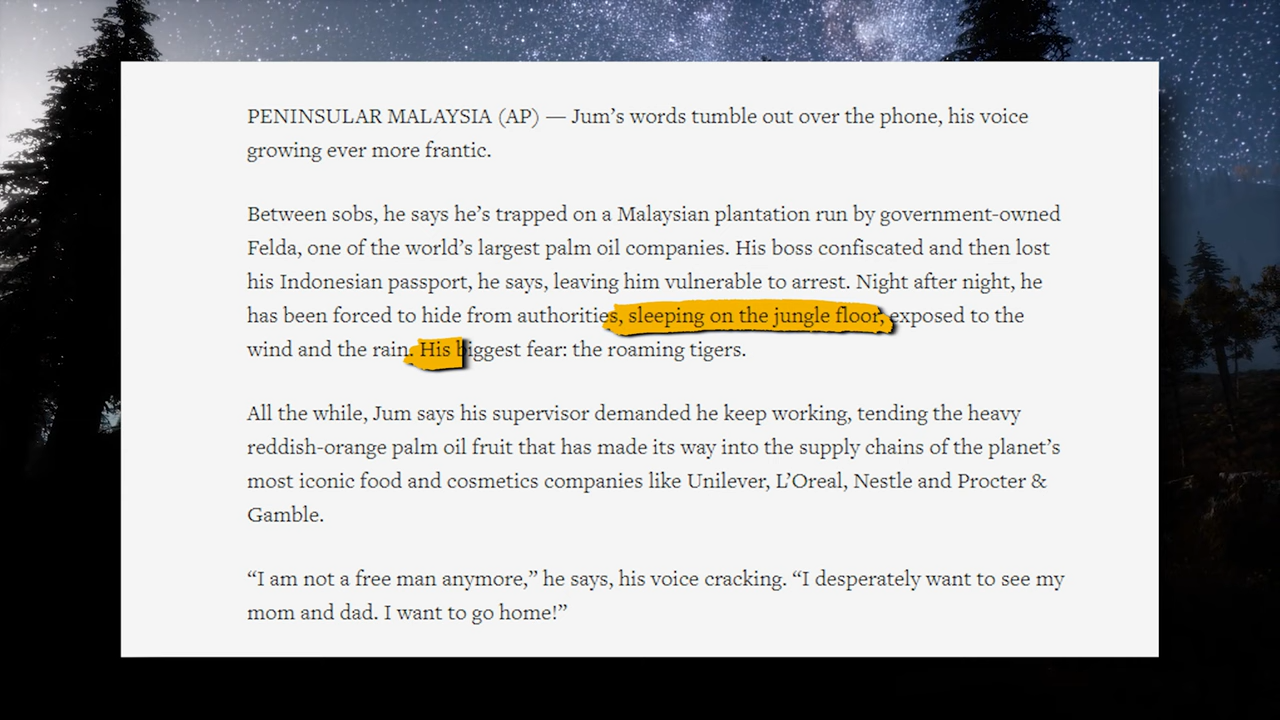 PENINSULAR MALAYSIA (AP) — Jum’s words tumble out over the phone, his voice
growing ever more frantic.
Between sobs, he says he’s trapped on a Malaysian plantation run by government-owned
Felda, one of the world’s largest palm oil companies. His boss confiscated and then lost
his Indonesian passport, he says, leaving him vulnerable to arrest. Night after night, he
has been forced to hide from authorities, sleeping on the jungle floor, exposed to the
wind and the rain. His biggest fear: the roaming tigers.
All the while, Jum says his supervisor demanded he keep working, tending the heavy
reddish-orange palm oil fruit that has made its way into the supply chains of the planet’s
most iconic food and cosmetics companies like Unilever, L’Oreal, Nestle and Procter &
Gamble.
“I am not a free man anymore,” he says, his voice cracking. “I desperately want to see my
mom and dad. I want to go home!”